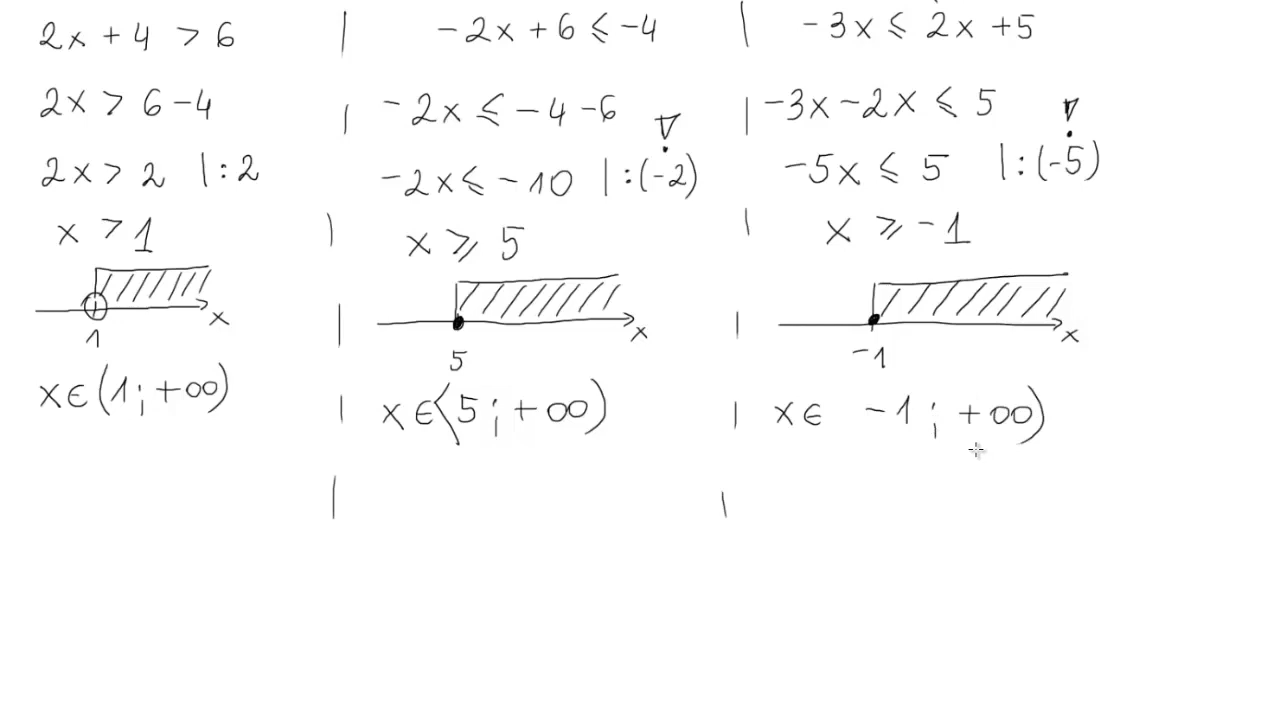 2x + 4 > 6
2x > 6 - 4
2x > 2 | : 2
x > 1
x
1
x ∈ (1 ; +∞)
-2x + 6 ⩽ -4
-2x ⩽ -4 - 6
-2x ⩽ -10 | : (-2)
x ⩾ 5
x
5
x ∈ ⟨5 ; +∞)
-3x ⩽ 2x + 5
-3x - 2x ⩽ 5
-5x ⩽ 5 | : (-5)
x ⩾ -1
x
-1
x ∈ -1 ; +∞)